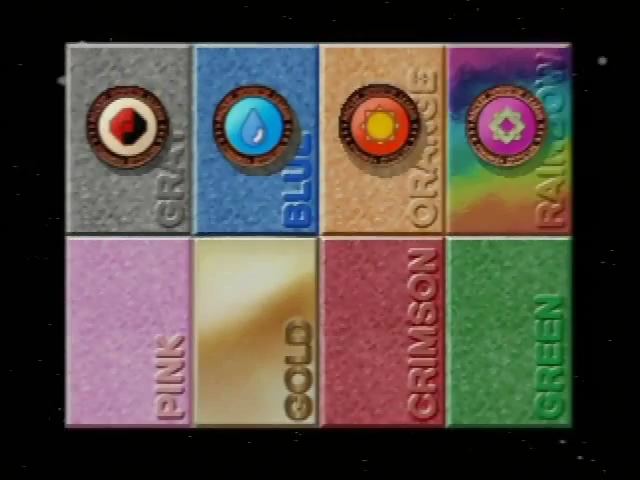 GRAY
BLUE
ORANGE
RAINBOW
PINK
GOLD
CRIMSON
GREEN